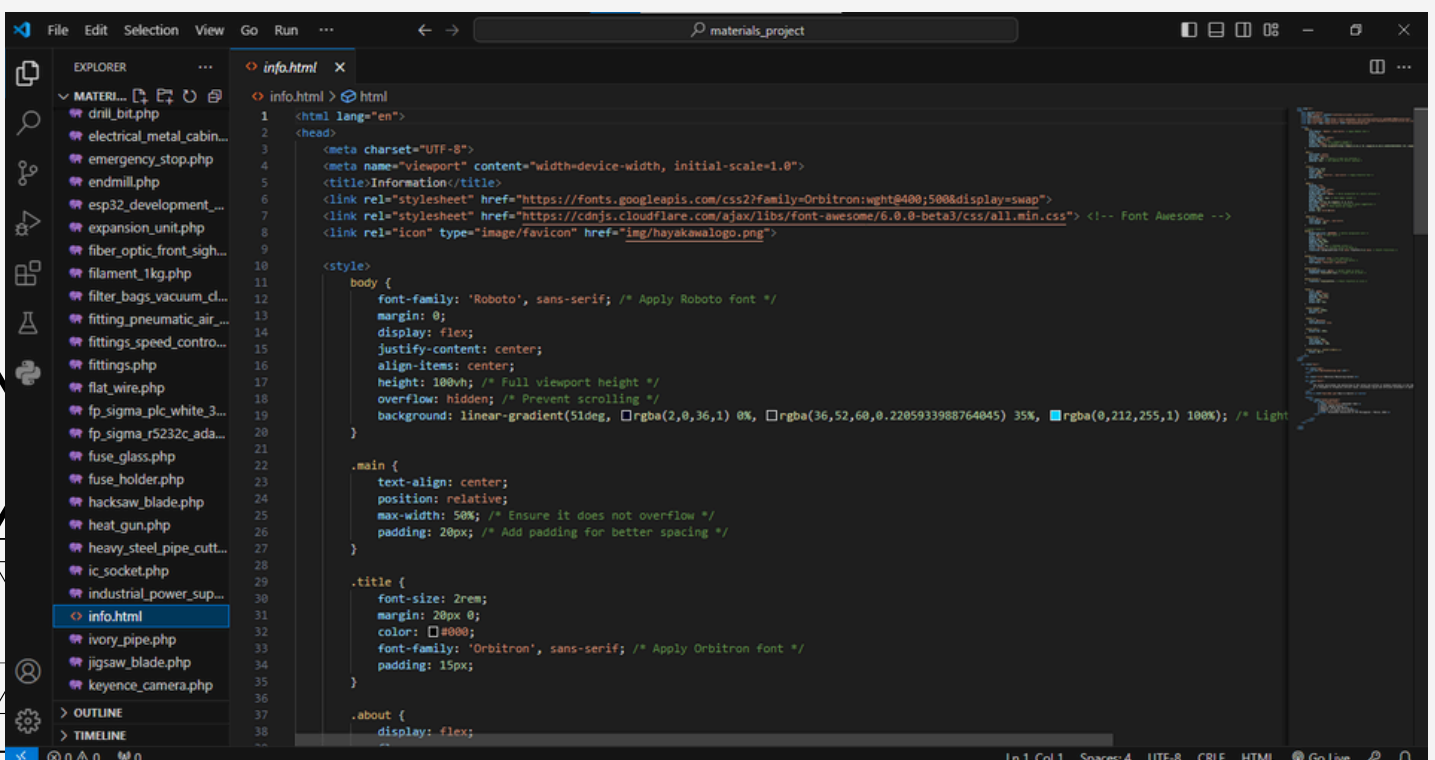 File Edit Selection View Go Run ··· materials_project
EXPLORER ···
MATERI...
drill_bit.php
electrical_metal_cabin...
emergency_stop.php
endmill.php
esp32_development_...
expansion_unit.php
fiber_optic_front_sigh...
filament_1kg.php
filter_bags_vacuum_cl...
fitting_pneumatic_air_...
fittings_speed_contro...
fittings.php
flat_wire.php
fp_sigma_plc_white_3...
fp_sigma_r5232c_ada...
fuse_glass.php
fuse_holder.php
hacksaw_blade.php
heat_gun.php
heavy_steel_pipe_cutt...
ic_socket.php
industrial_power_sup...
info.html
ivory_pipe.php
jigsaw_blade.php
keyence_camera.php
OUTLINE
TIMELINE
info.html
info.html > html
1 <html lang="en">
2 <head>
3 <meta charset="UTF-8">
4 <meta name="viewport" content="width=device-width, initial-scale=1.0">
5 <title>Information</title>
6 <link rel="stylesheet" href="https://fonts.googleapis.com/css2?family=Orbitron:wght@400;500&display=swap">
7 <link rel="stylesheet" href="https://cdnjs.cloudflare.com/ajax/libs/font-awesome/6.0.0-beta3/css/all.min.css"> <!-- Font Awesome -->
8 <link rel="icon" type="image/favicon" href="img/hayakawalogo.png">
9
10 <style>
11 body {
12 font-family: 'Roboto', sans-serif; /* Apply Roboto font */
13 margin: 0;
14 display: flex;
15 justify-content: center;
16 align-items: center;
17 height: 100vh; /* Full viewport height */
18 overflow: hidden; /* Prevent scrolling */
19 background: linear-gradient(51deg, rgba(2,0,36,1) 0%, rgba(36,52,60,0.2205933988764045) 35%, rgba(0,212,255,1) 100%); /* Light
20 }
21
22 .main {
23 text-align: center;
24 position: relative;
25 max-width: 50%; /* Ensure it does not overflow */
26 padding: 20px; /* Add padding for better spacing */
27 }
28
29 .title {
30 font-size: 2rem;
31 margin: 20px 0;
32 color: #000;
33 font-family: 'Orbitron', sans-serif; /* Apply Orbitron font */
34 padding: 15px;
35 }
36
37 .about {
38 display: flex;
0 0 0 Ln 1, Col 1 Spaces: 4 UTF-8 CRLF HTML Go Live